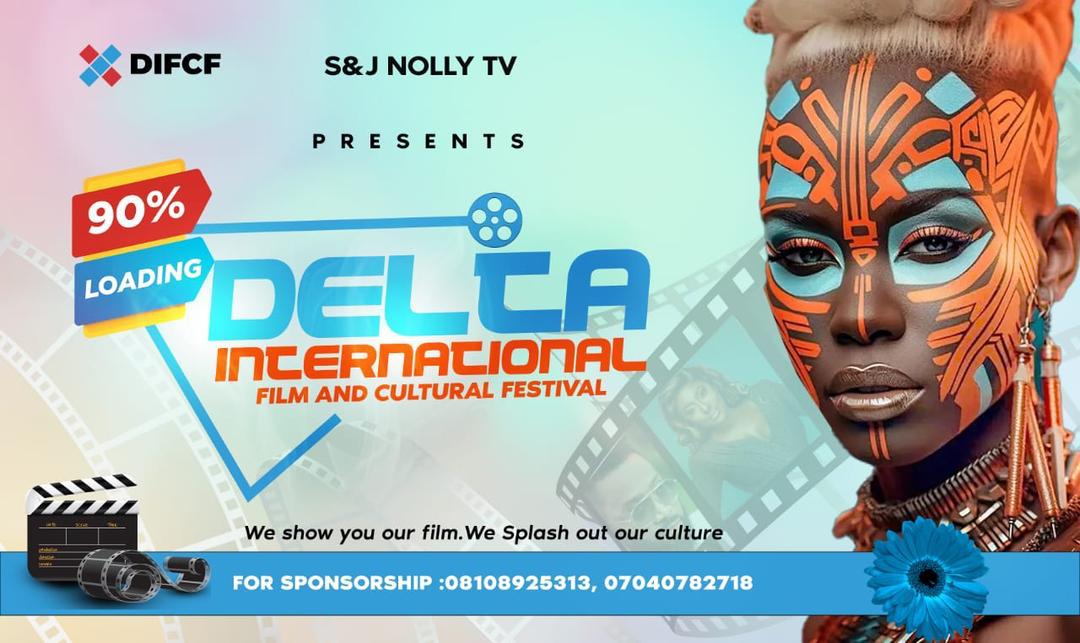 DIFCF
S&J NOLLY TV
PRESENTS
90%
LOADING
DELTA
INTERNATIONAL
FILM AND CULTURAL FESTIVAL
We show you our film.We Splash out our culture
FOR SPONSORSHIP :08108925313, 07040782718